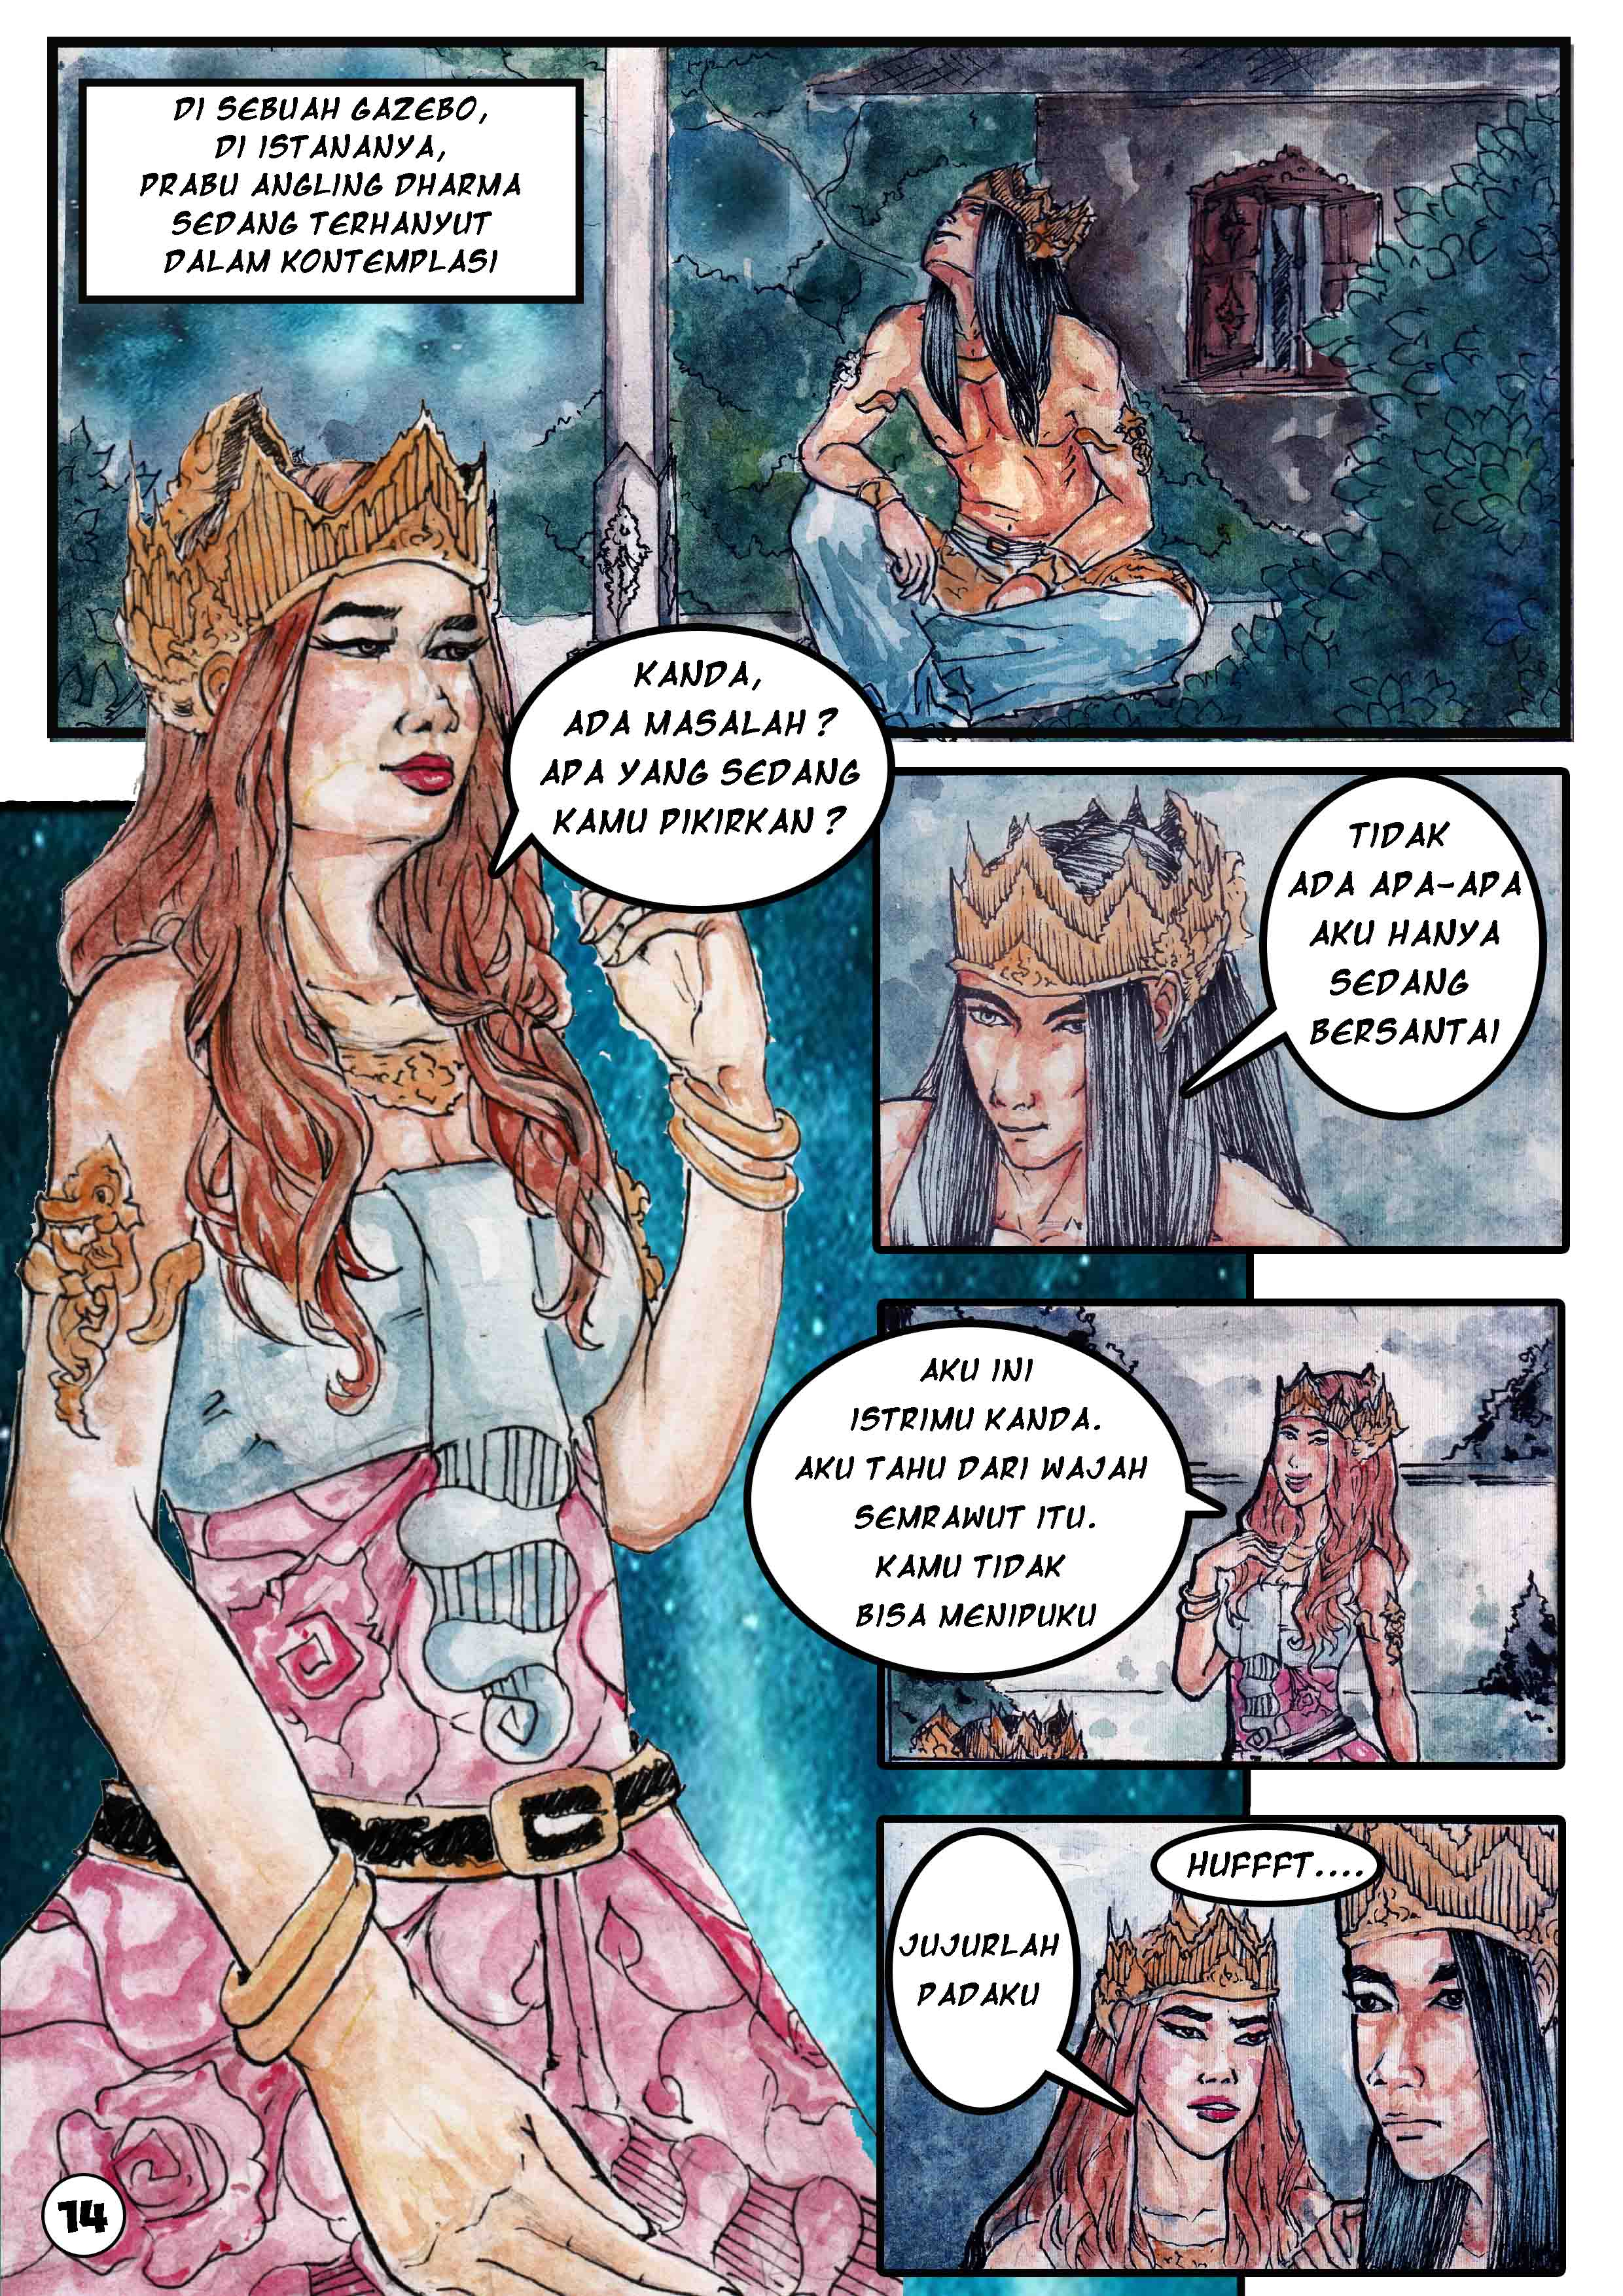 DI SEBUAH GAZEBO,
DI ISTANANYA,
PRABU ANGLING DHARMA
SEDANG TERHANYUT
DALAM KONTEMPLASI
KANDA,
ADA MASALAH ?
APA YANG SEDANG
KAMU PIKIRKAN ?
TIDAK
ADA APA-APA
AKU HANYA
SEDANG
BERSANTAI
AKU INI
ISTRIMU KANDA.
AKU TAHU DARI WAJAH
SEMRAWUT ITU.
KAMU TIDAK
BISA MENIPUKU
JUJURLAH
PADAKU
HUFFFT....
14